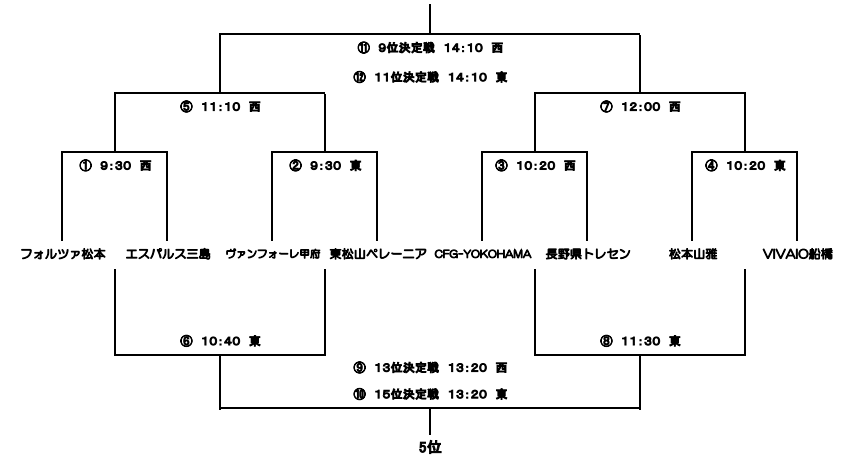 ⑪ 9位決定戦 14:10 西
⑫ 11位決定戦 14:10 東
⑤ 11:10 西
⑦ 12:00 西
① 9:30 西
② 9:30 東
③ 10:20 西
④ 10:20 東
フォルツァ松本
エスパルス三島
ヴァンフォーレ甲府
東松山ペレーニア
CFG-YOKOHAMA
長野県トレセン
松本山雅
VIVAIO船橋
⑥ 10:40 東
⑧ 11:30 東
⑨ 13位決定戦 13:20 西
⑩ 15位決定戦 13:20 東
5位